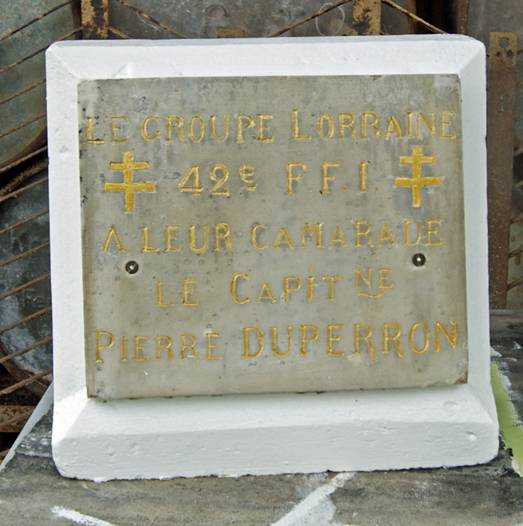 LE GROUPE LORRAINE
42e F.F.I.
A LEUR CAMARADE
LE CAPITNE
PIERRE DUPERRON